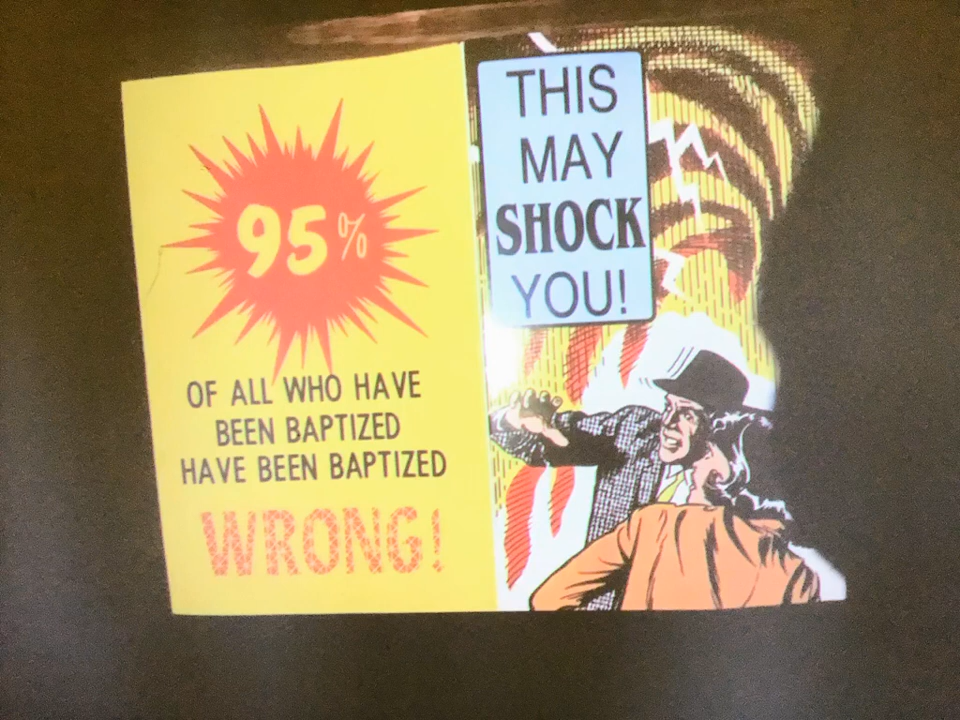 95%
OF ALL WHO HAVE
BEEN BAPTIZED
HAVE BEEN BAPTIZED
WRONG!
THIS
MAY
SHOCK
YOU!